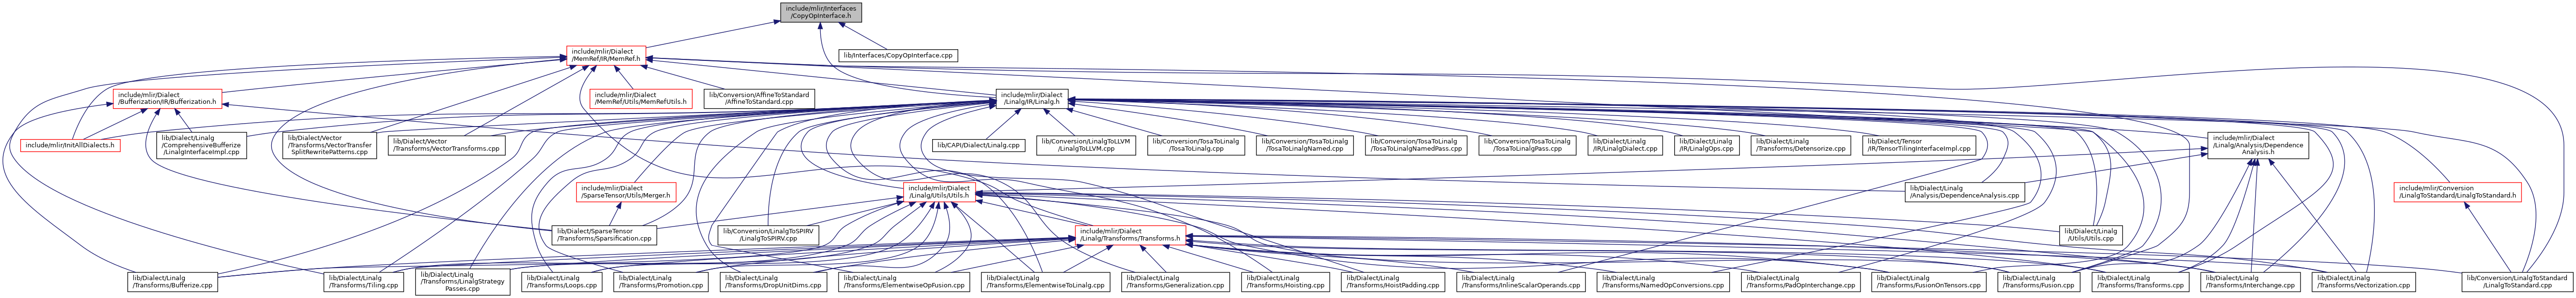 include/mlir/Interfaces
/CopyOpInterface.h
include/mlir/Dialect
/MemRef/IR/MemRef.h
lib/Interfaces/CopyOpInterface.cpp
include/mlir/Dialect
/Bufferization/IR/Bufferization.h
include/mlir/Dialect
/MemRef/Utils/MemRefUtils.h
lib/Conversion/AffineToStandard
/AffineToStandard.cpp
include/mlir/Dialect
/Linalg/IR/Linalg.h
include/mlir/InitAllDialects.h
lib/Dialect/Linalg
/ComprehensiveBufferize
/LinalgInterfaceImpl.cpp
lib/Dialect/Vector
/Transforms/VectorTransfer
SplitRewritePatterns.cpp
lib/Dialect/Vector
/Transforms/VectorTransforms.cpp
lib/CAPI/Dialect/Linalg.cpp
lib/Conversion/LinalgToLLVM
/LinalgToLLVM.cpp
lib/Conversion/TosaToLinalg
/TosaToLinalg.cpp
lib/Conversion/TosaToLinalg
/TosaToLinalgNamed.cpp
lib/Conversion/TosaToLinalg
/TosaToLinalgNamedPass.cpp
lib/Conversion/TosaToLinalg
/TosaToLinalgPass.cpp
lib/Dialect/Linalg
/IR/LinalgDialect.cpp
lib/Dialect/Linalg
/IR/LinalgOps.cpp
lib/Dialect/Linalg
/Transforms/Detensorize.cpp
lib/Dialect/Tensor
/IR/TensorTilingInterfaceImpl.cpp
include/mlir/Dialect
/Linalg/Analysis/Dependence
Analysis.h
include/mlir/Dialect
/SparseTensor/Utils/Merger.h
include/mlir/Dialect
/Linalg/Utils/Utils.h
lib/Dialect/Linalg
/Analysis/DependenceAnalysis.cpp
include/mlir/Conversion
/LinalgToStandard/LinalgToStandard.h
lib/Dialect/SparseTensor
/Transforms/Sparsification.cpp
lib/Conversion/LinalgToSPIRV
/LinalgToSPIRV.cpp
include/mlir/Dialect
/Linalg/Transforms/Transforms.h
lib/Dialect/Linalg
/Utils/Utils.cpp
lib/Dialect/Linalg
/Transforms/Bufferize.cpp
lib/Dialect/Linalg
/Transforms/Tiling.cpp
lib/Dialect/Linalg
/Transforms/LinalgStrategy
Passes.cpp
lib/Dialect/Linalg
/Transforms/Loops.cpp
lib/Dialect/Linalg
/Transforms/Promotion.cpp
lib/Dialect/Linalg
/Transforms/DropUnitDims.cpp
lib/Dialect/Linalg
/Transforms/ElementwiseOpFusion.cpp
lib/Dialect/Linalg
/Transforms/ElementwiseToLinalg.cpp
lib/Dialect/Linalg
/Transforms/Generalization.cpp
lib/Dialect/Linalg
/Transforms/Hoisting.cpp
lib/Dialect/Linalg
/Transforms/HoistPadding.cpp
lib/Dialect/Linalg
/Transforms/InlineScalarOperands.cpp
lib/Dialect/Linalg
/Transforms/NamedOpConversions.cpp
lib/Dialect/Linalg
/Transforms/PadOpInterchange.cpp
lib/Dialect/Linalg
/Transforms/FusionOnTensors.cpp
lib/Dialect/Linalg
/Transforms/Fusion.cpp
lib/Dialect/Linalg
/Transforms/Transforms.cpp
lib/Dialect/Linalg
/Transforms/Interchange.cpp
lib/Dialect/Linalg
/Transforms/Vectorization.cpp
lib/Conversion/LinalgToStandard
/LinalgToStandard.cpp